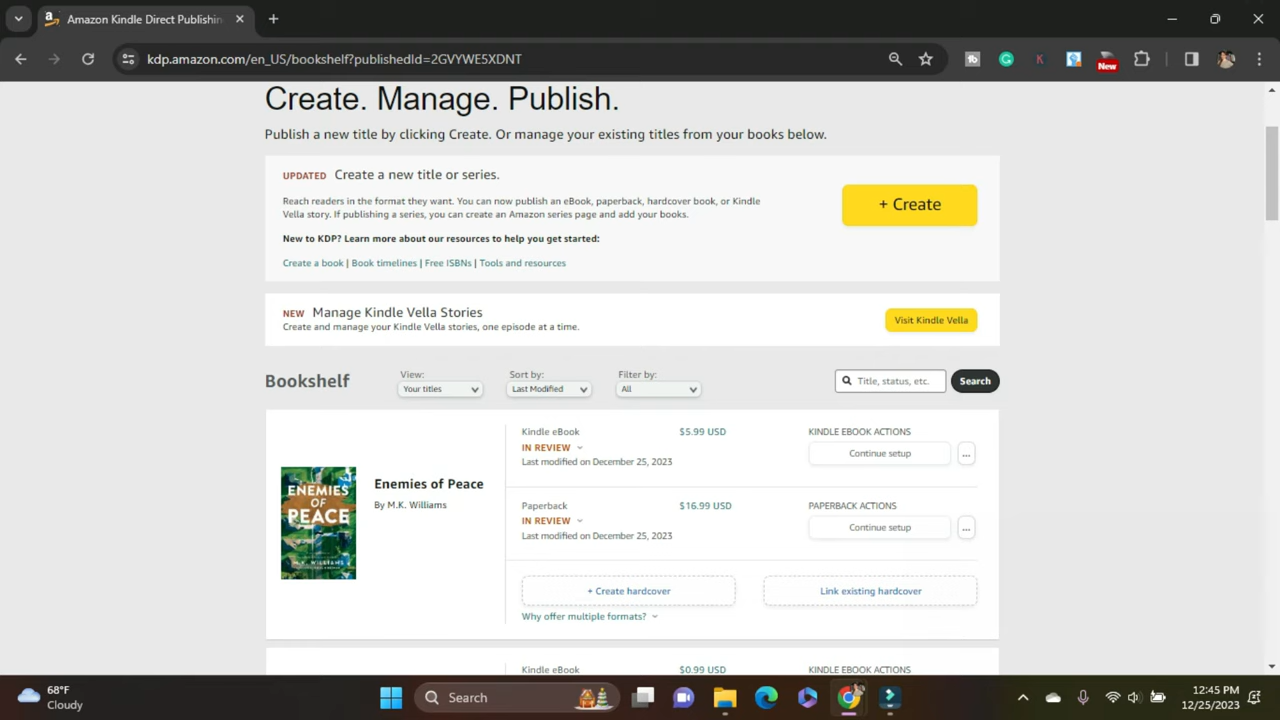 Amazon Kindle Direct Publishin
kdp.amazon.com/en_US/bookshelf?publishedId=2GVYWE5XDNT
New
Create. Manage. Publish.
Publish a new title by clicking Create. Or manage your existing titles from your books below.
UPDATED Create a new title or series.
Reach readers in the format they want. You can now publish an eBook, paperback, hardcover book, or Kindle
Vella story. If publishing a series, you can create an Amazon series page and add your books.
+ Create
New to KDP? Learn more about our resources to help you get started:
Create a book | Book timelines | Free ISBNs | Tools and resources
NEW Manage Kindle Vella Stories
Create and manage your Kindle Vella stories, one episode at a time.
Visit Kindle Vella
Bookshelf
View:
Your titles
Sort by:
Last Modified
Filter by:
All
Title, status, etc.
Search
ENEMIES
OF
PEACE
M.K. WILLIAMS
Enemies of Peace
By M.K. Williams
Kindle eBook $5.99 USD
IN REVIEW
Last modified on December 25, 2023
KINDLE EBOOK ACTIONS
Continue setup
...
Paperback $16.99 USD
IN REVIEW
Last modified on December 25, 2023
PAPERBACK ACTIONS
Continue setup
...
+ Create hardcover
Link existing hardcover
Why offer multiple formats?
Kindle eBook $0.99 USD
KINDLE EBOOK ACTIONS
68°F
Cloudy
Search
12:45 PM
12/25/2023